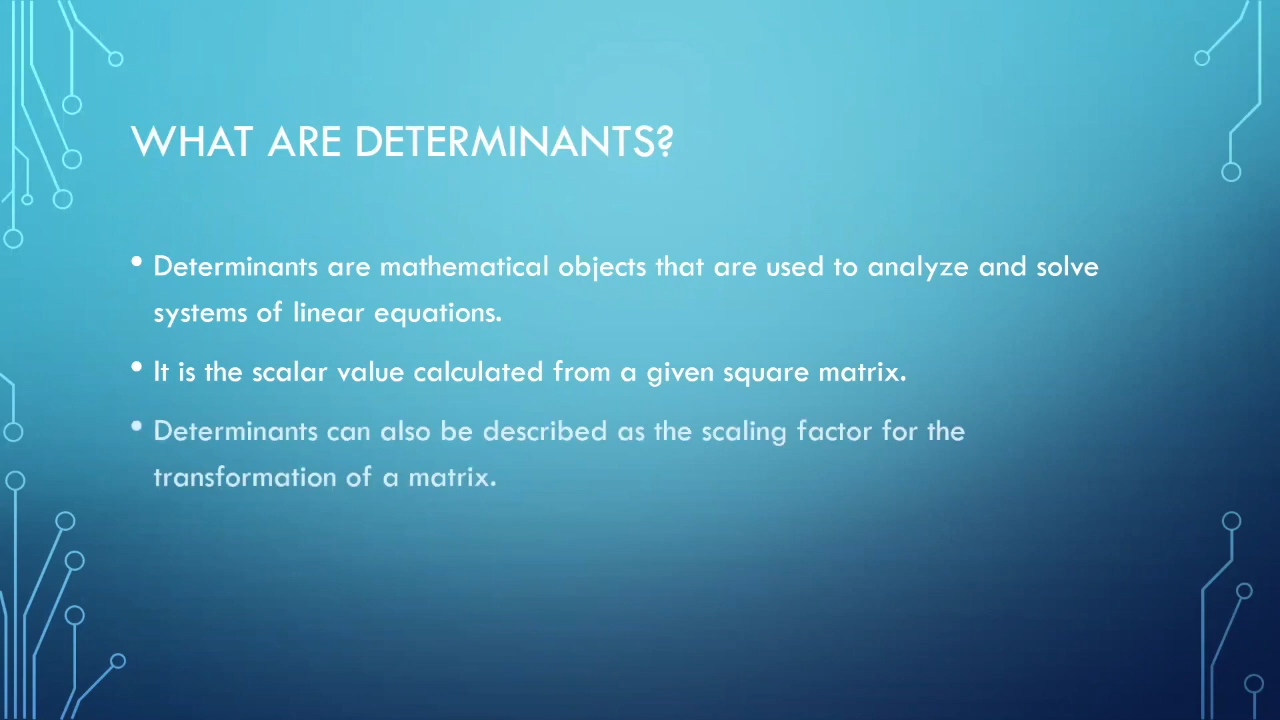 WHAT ARE DETERMINANTS?
• Determinants are mathematical objects that are used to analyze and solve
systems of linear equations.
• It is the scalar value calculated from a given square matrix.
• Determinants can also be described as the scaling factor for the
transformation of a matrix.